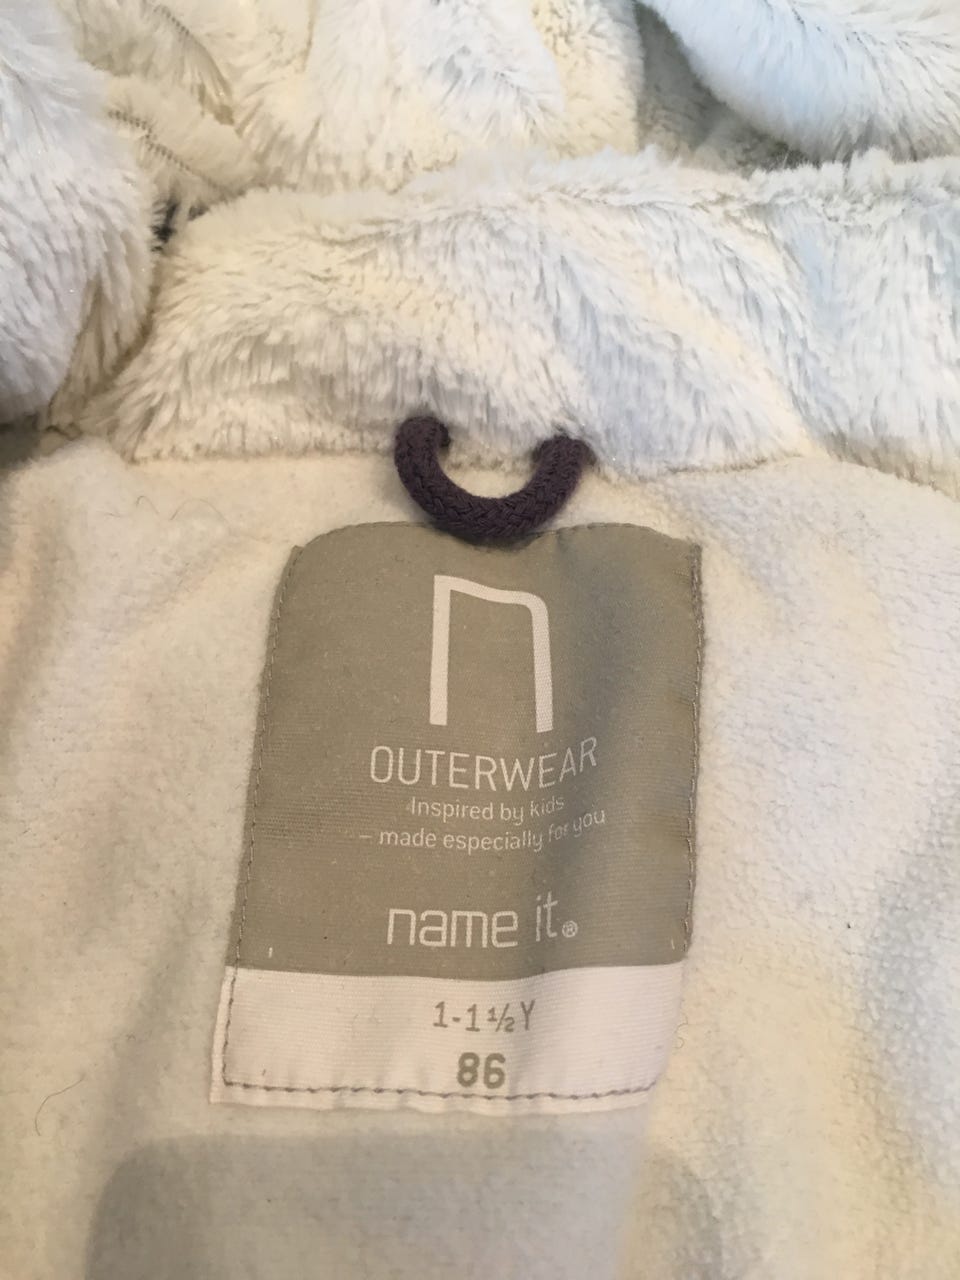 n
OUTERWEAR
Inspired by kids
– made especially for you
name it®
1-1½Y
86